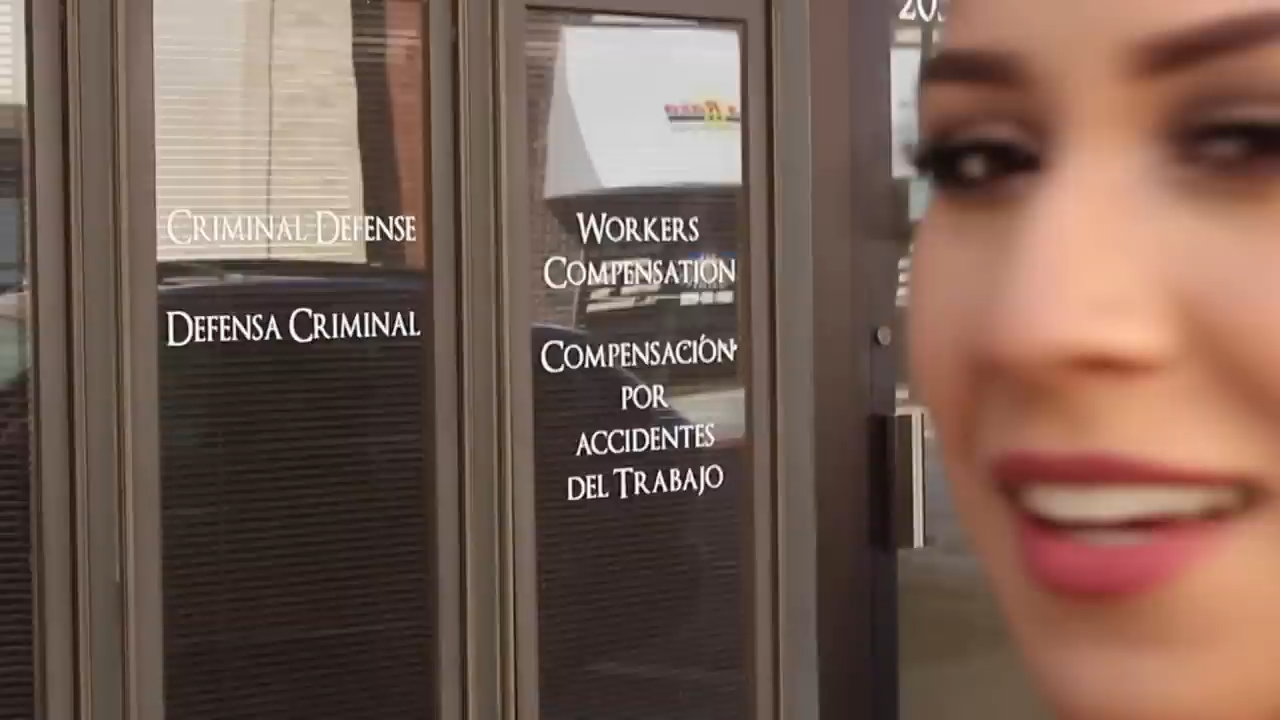 Criminal Defense
Defensa Criminal
Workers
Compensation
Compensación
por
accidentes
del Trabajo